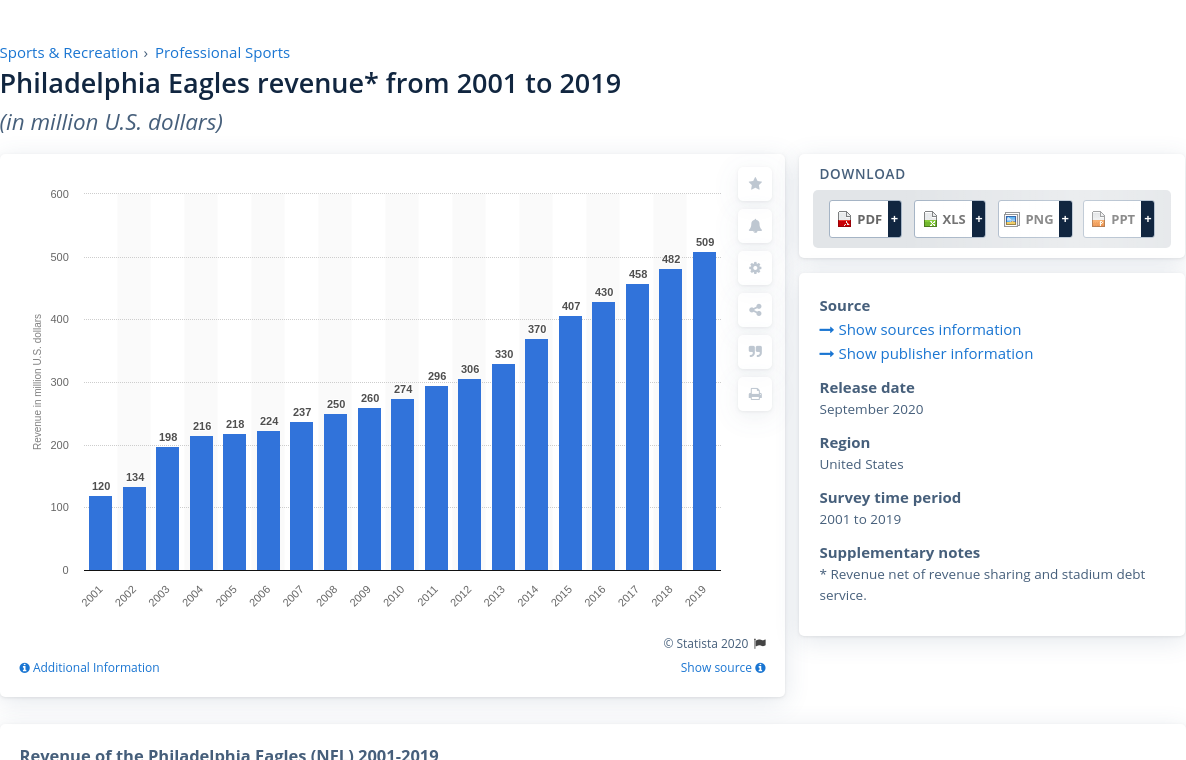 Sports & Recreation › Professional Sports
Philadelphia Eagles revenue* from 2001 to 2019
(in million U.S. dollars)
600
500
400
300
200
100
0
Revenue in million U.S. dollars
120
134
198
216
218
224
237
250
260
274
296
306
330
370
407
430
458
482
509
2001
2002
2003
2004
2005
2006
2007
2008
2009
2010
2011
2012
2013
2014
2015
2016
2017
2018
2019
© Statista 2020
Additional Information
Show source
DOWNLOAD
PDF +
XLS +
PNG +
PPT +
Source
Show sources information
Show publisher information
Release date
September 2020
Region
United States
Survey time period
2001 to 2019
Supplementary notes
* Revenue net of revenue sharing and stadium debt
service.
Revenue of the Philadelphia Eagles (NFL) 2001-2019